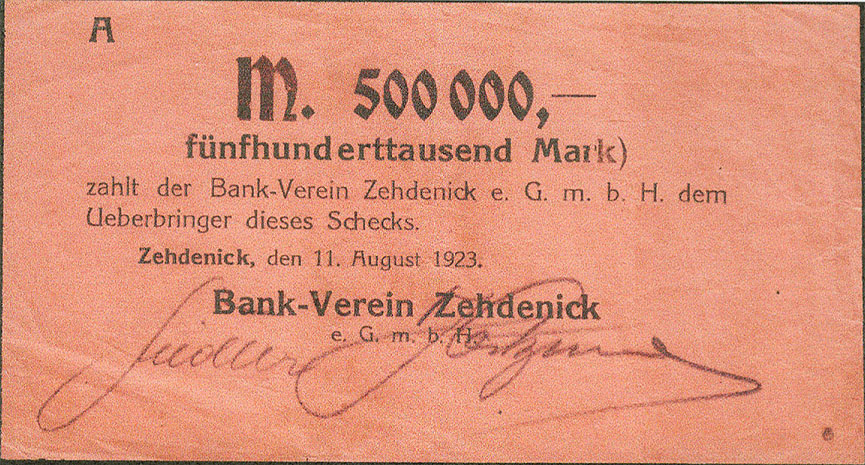 A
M. 500 000,—
fünfhunderttausend Mark)
zahlt der Bank-Verein Zehdenick e. G. m. b. H. dem
Ueberbringer dieses Schecks.
Zehdenick, den 11. August 1923.
Bank-Verein Zehdenick
e. G. m. b. H.